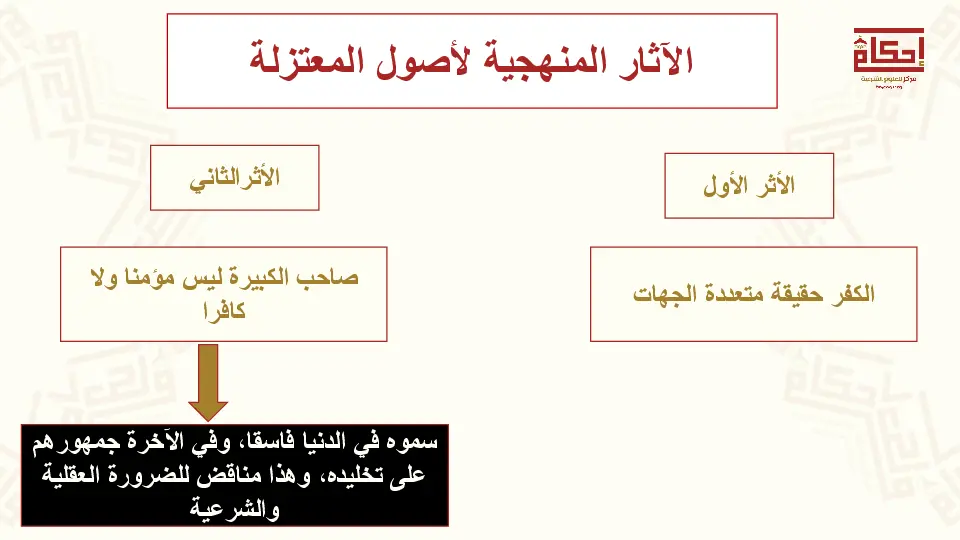 الآثار المنهجية لأصول المعتزلة
إحكام
مركز للعلوم الشرعية
الأثر الأول
الأثرالثاني
الكفر حقيقة متعددة الجهات
صاحب الكبيرة ليس مؤمنا ولا
كافرا
سموه في الدنيا فاسقا، وفي الآخرة جمهورهم
على تخليده، وهذا مناقض للضرورة العقلية
والشرعية